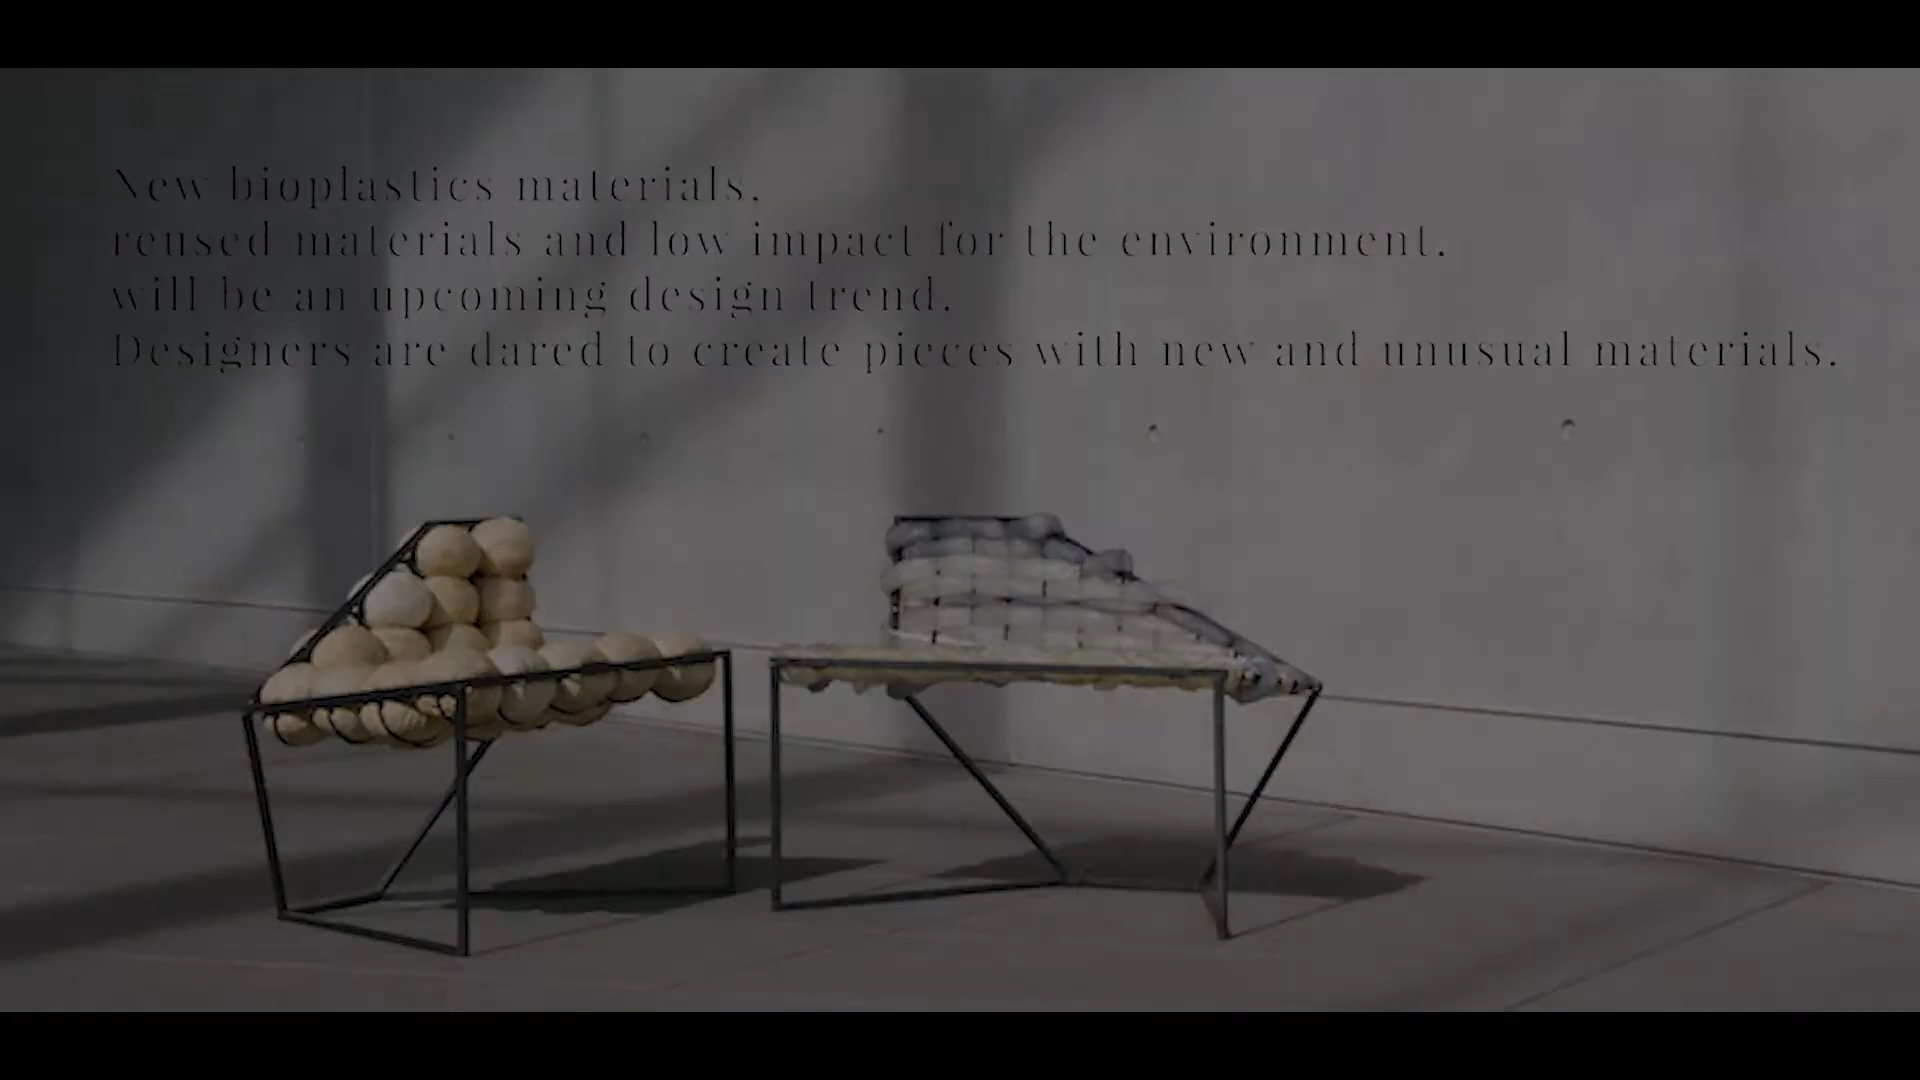 New bioplastics materials,
reused materials and low impact for the environment,
will be an upcoming design trend.
Designers are dared to create pieces with new and unusual materials.